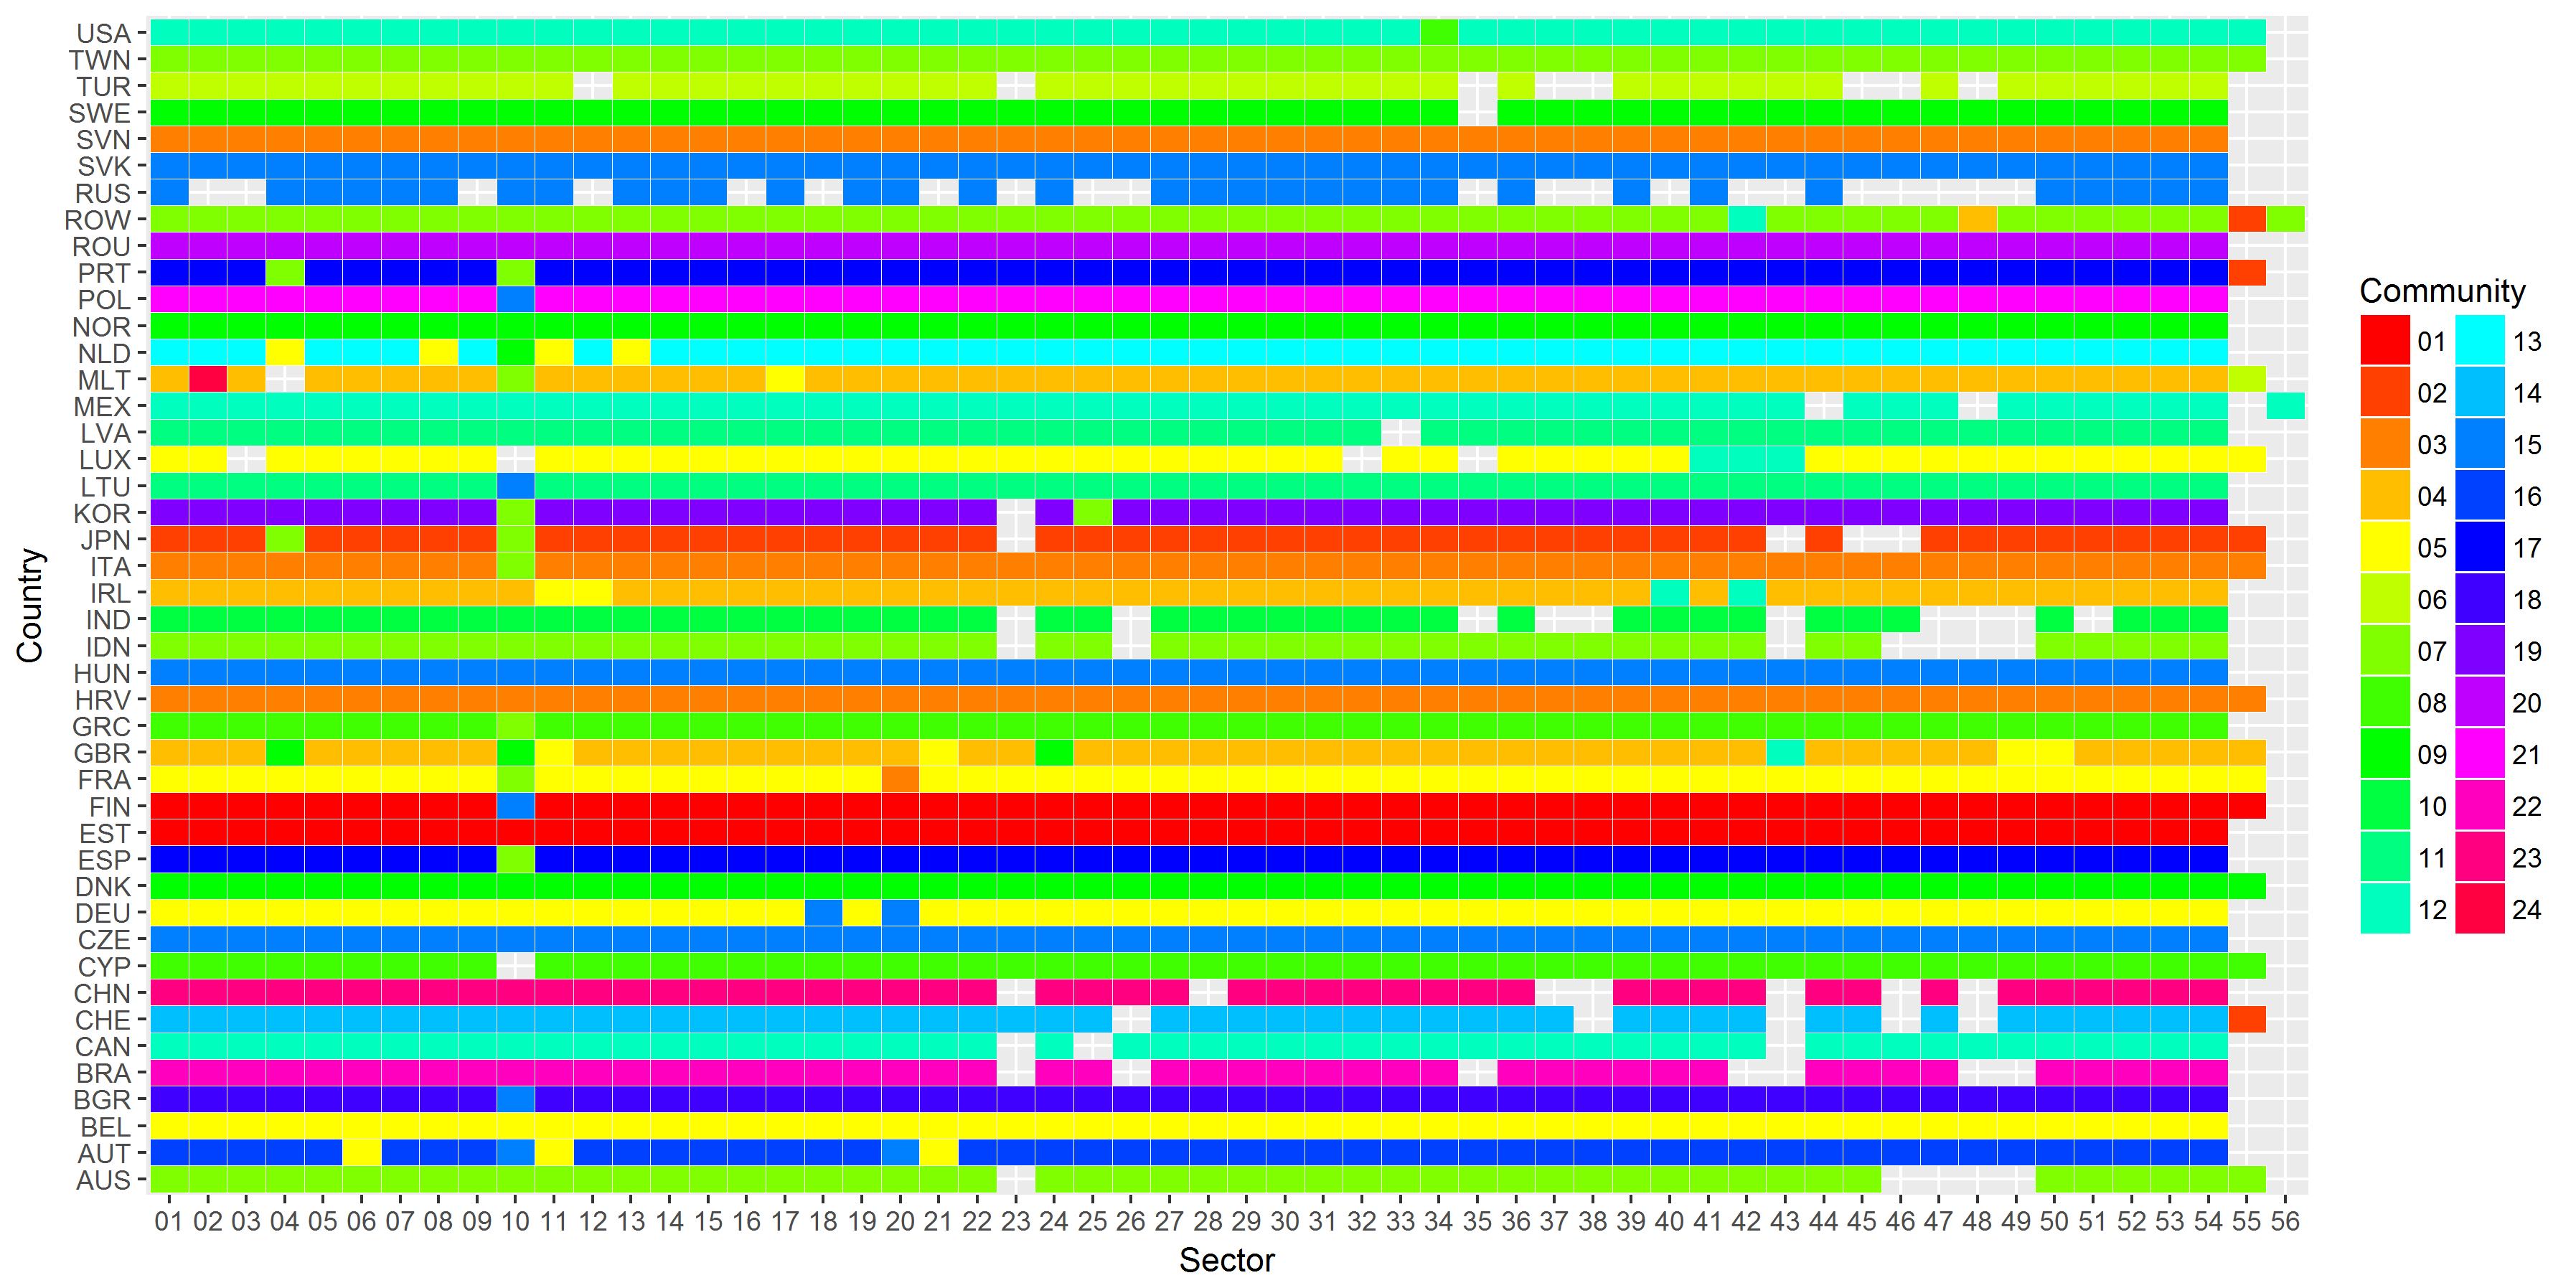 USA
TWN
TUR
SWE
SVN
SVK
RUS
ROW
ROU
PRT
POL
NOR
NLD
MLT
MEX
LVA
LUX
LTU
KOR
JPN
ITA
IRL
IND
IDN
HUN
HRV
GRC
GBR
FRA
FIN
EST
ESP
DNK
DEU
CZE
CYP
CHN
CHE
CAN
BRA
BGR
BEL
AUT
AUS
Country
01 02 03 04 05 06 07 08 09 10 11 12 13 14 15 16 17 18 19 20 21 22 23 24 25 26 27 28 29 30 31 32 33 34 35 36 37 38 39 40 41 42 43 44 45 46 47 48 49 50 51 52 53 54 55 56
Sector
Community
01 13
02 14
03 15
04 16
05 17
06 18
07 19
08 20
09 21
10 22
11 23
12 24